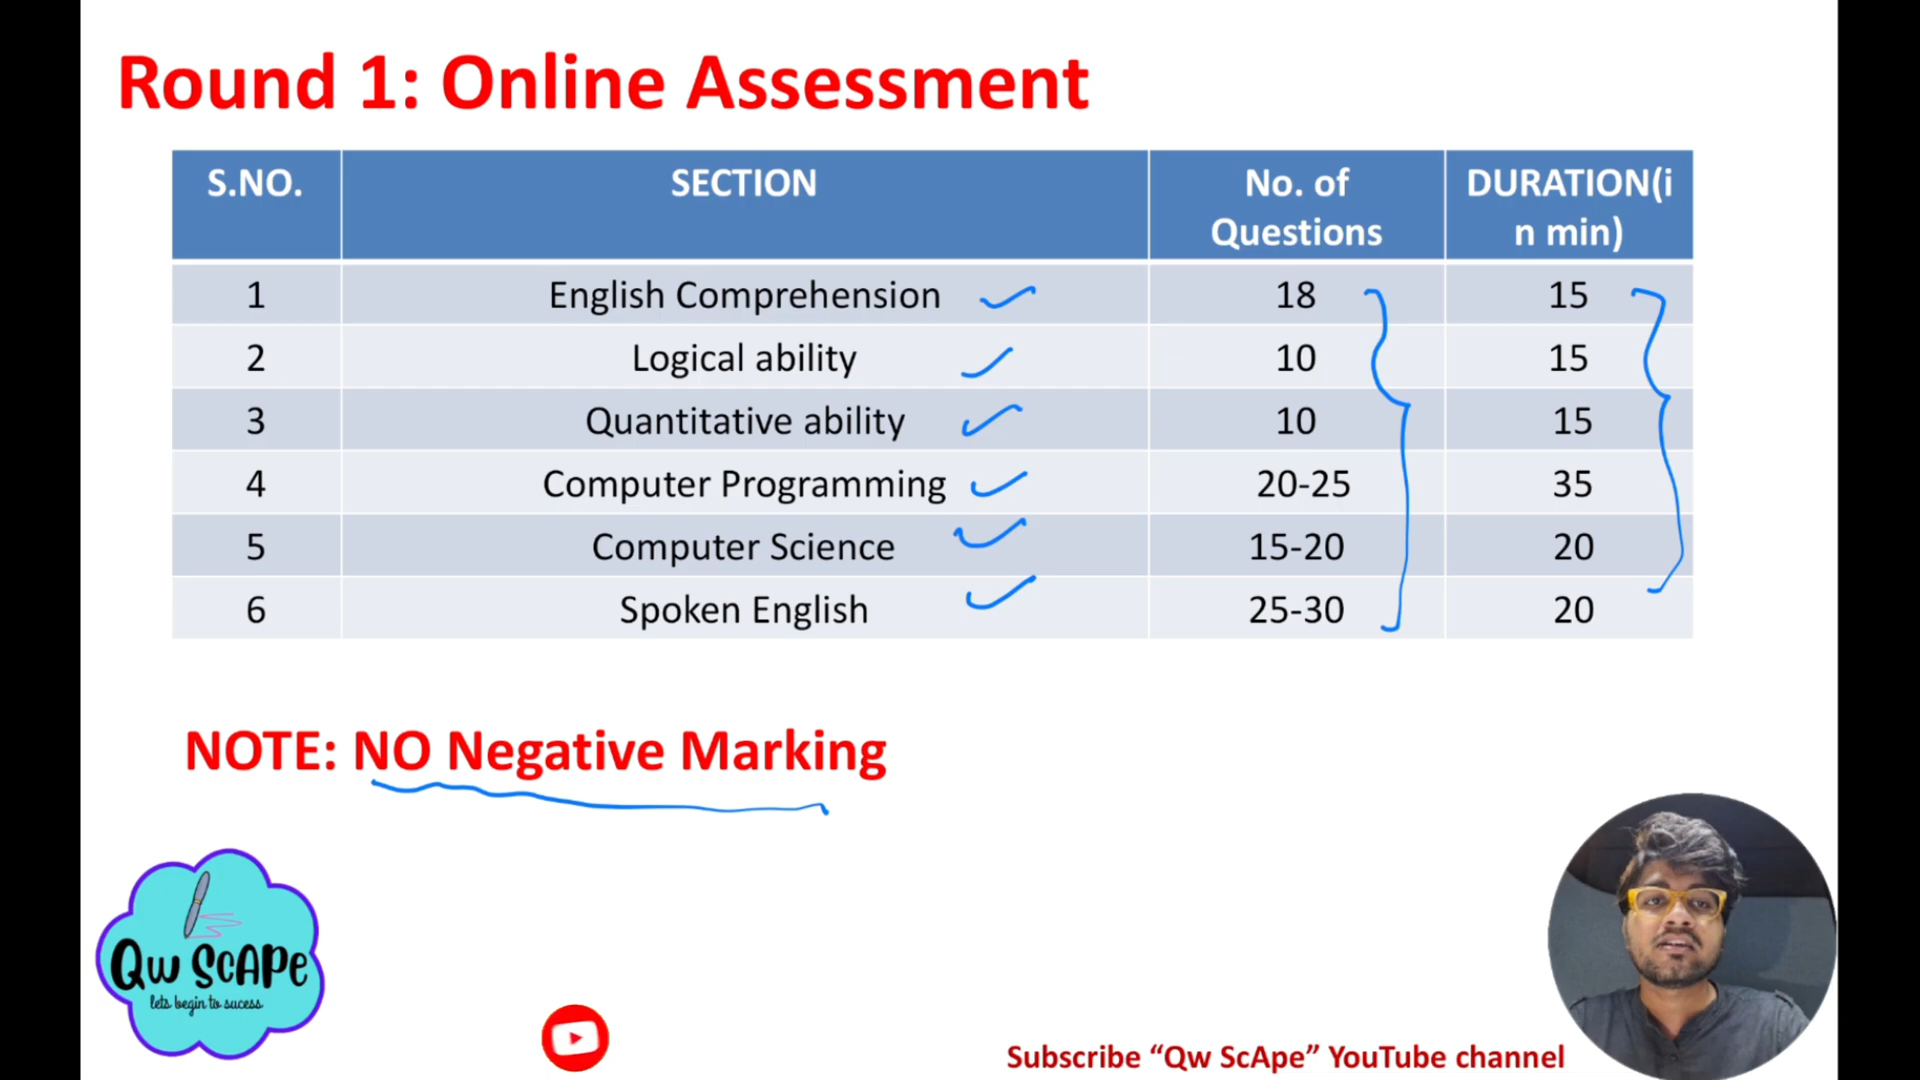 Round 1: Online Assessment
S.NO. SECTION No. of Questions DURATION(i n min)
1 English Comprehension 18 15
2 Logical ability 10 15
3 Quantitative ability 10 15
4 Computer Programming 20-25 35
5 Computer Science 15-20 20
6 Spoken English 25-30 20
NOTE: NO Negative Marking
Qw ScAPe
lets begin to sucess
Subscribe “Qw ScApe” YouTube channel